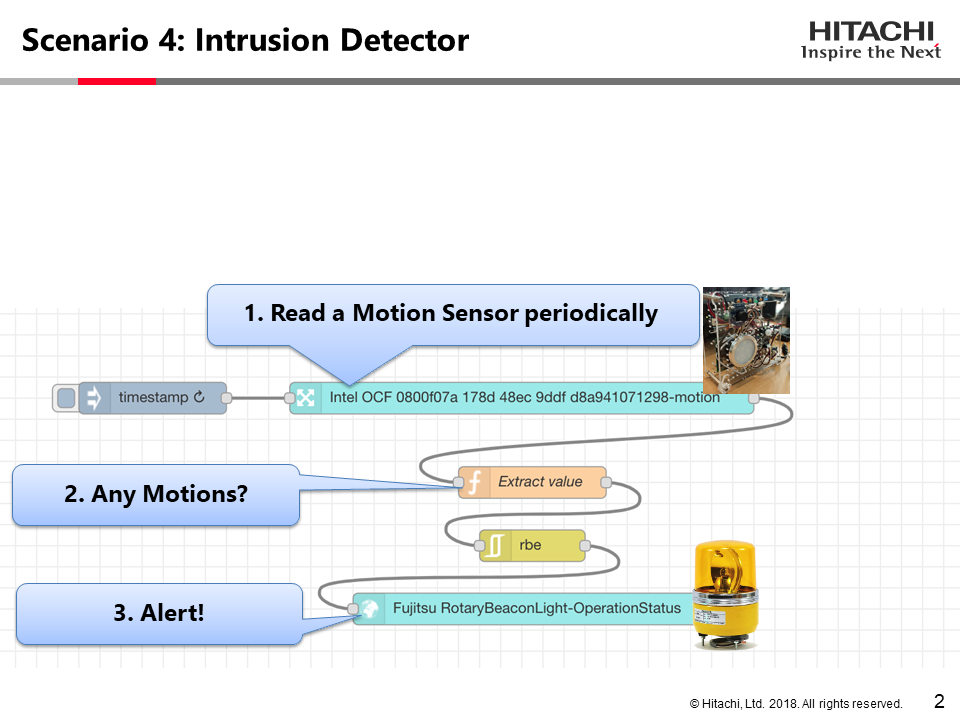 Scenario 4: Intrusion Detector
HITACHI
Inspire the Next
1. Read a Motion Sensor periodically
timestamp ↻
Intel OCF 0800f07a 178d 48ec 9ddf d8a941071298-motion
2. Any Motions?
Extract value
rbe
3. Alert!
Fujitsu RotaryBeaconLight-OperationStatus
© Hitachi, Ltd. 2018. All rights reserved.
2